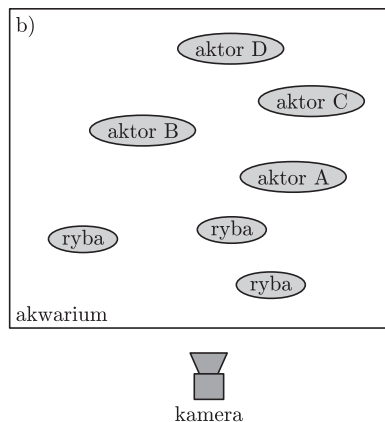 b)
aktor D
aktor C
aktor B
aktor A
ryba
ryba
ryba
akwarium
kamera